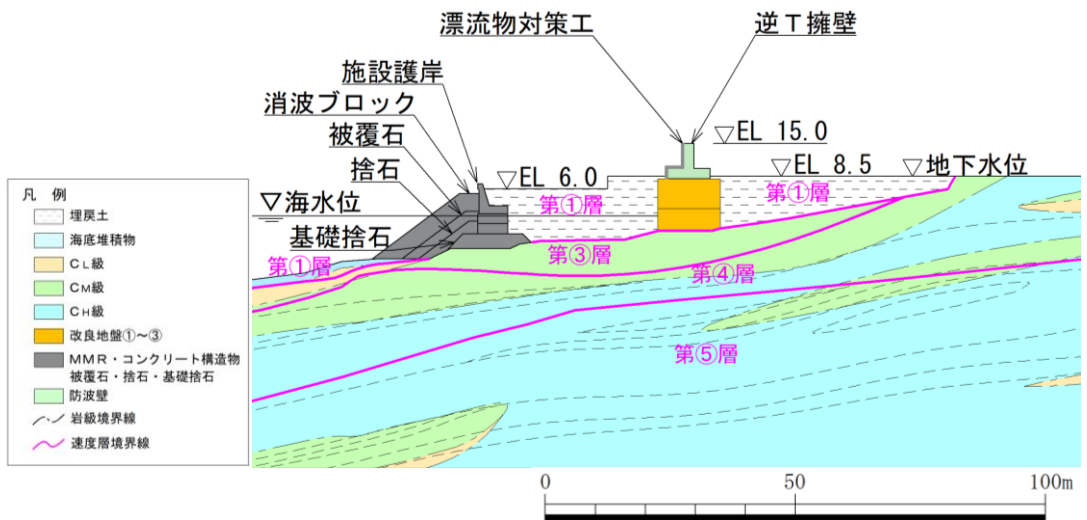 漂流物対策工
逆T擁壁
施設護岸
消波ブロック
被覆石
捨石
▽EL 15.0
▽EL 8.5
▽地下水位
▽EL 6.0
▽海水位
基礎捨石
第①層
第①層
第①層
第③層
第④層
第⑤層
凡 例
埋戻土
海底堆積物
CL級
CM級
CH級
改良地盤①~③
MMR・コンクリート構造物
被覆石・捨石・基礎捨石
防波壁
岩級境界線
速度層境界線
0
50
100m